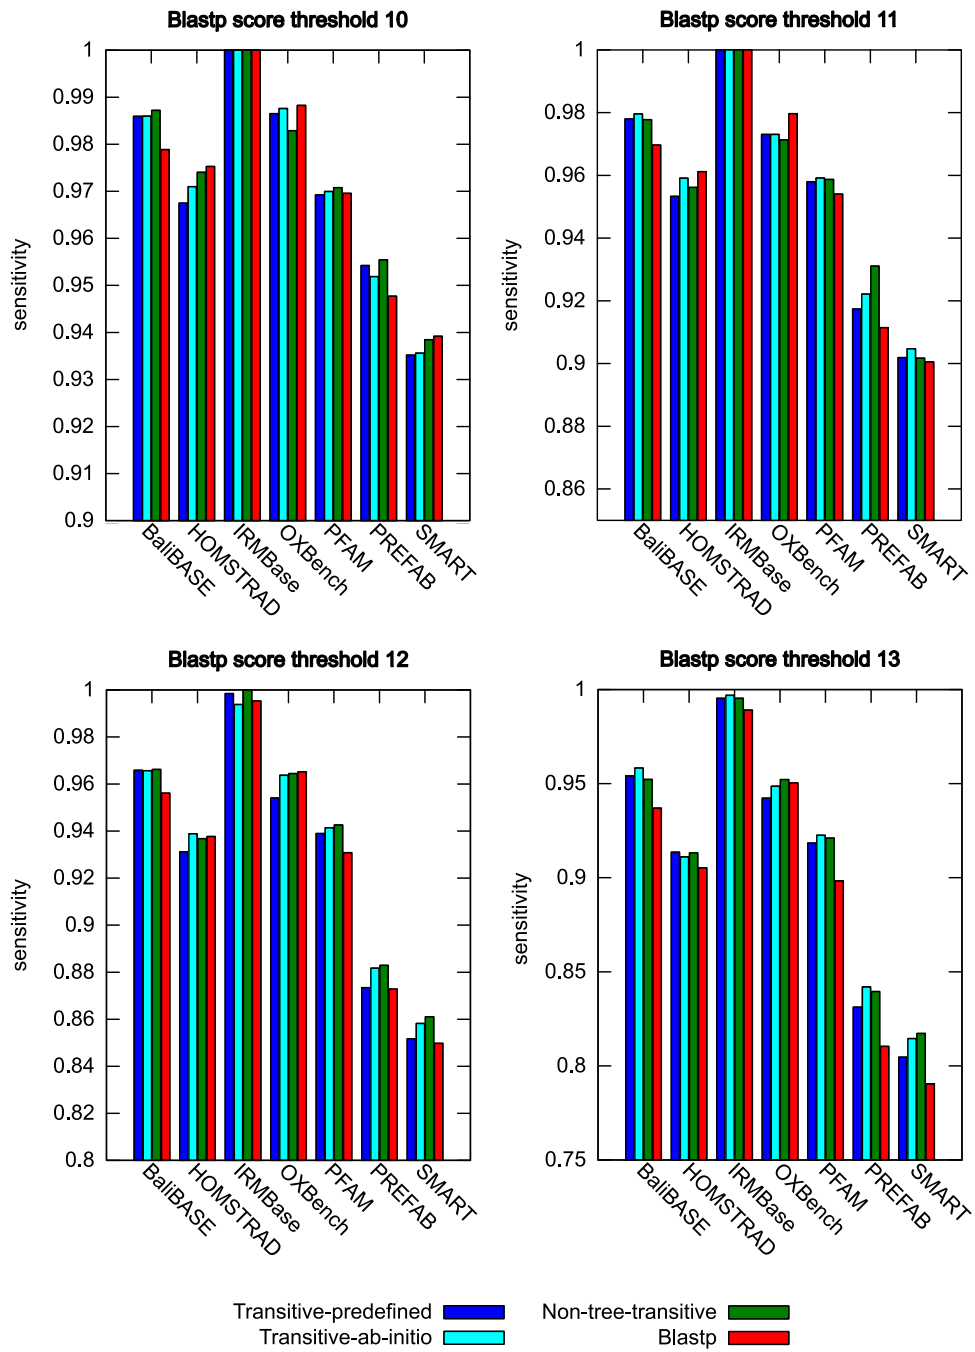 Blastp score threshold 10
1
0.99
0.98
0.97
0.96
0.95
0.94
0.93
0.92
0.91
0.9
sensitivity
BaliBASE
HOMSTRAD
IRMBase
OXBench
PFAM
PREFAB
SMART
Blastp score threshold 11
1
0.98
0.96
0.94
0.92
0.9
0.88
0.86
sensitivity
BaliBASE
HOMSTRAD
IRMBase
OXBench
PFAM
PREFAB
SMART
Blastp score threshold 12
1
0.98
0.96
0.94
0.92
0.9
0.88
0.86
0.84
0.82
0.8
sensitivity
BaliBASE
HOMSTRAD
IRMBase
OXBench
PFAM
PREFAB
SMART
Blastp score threshold 13
1
0.95
0.9
0.85
0.8
0.75
sensitivity
BaliBASE
HOMSTRAD
IRMBase
OXBench
PFAM
PREFAB
SMART
Transitive-predefined
Transitive-ab-initio
Non-tree-transitive
Blastp